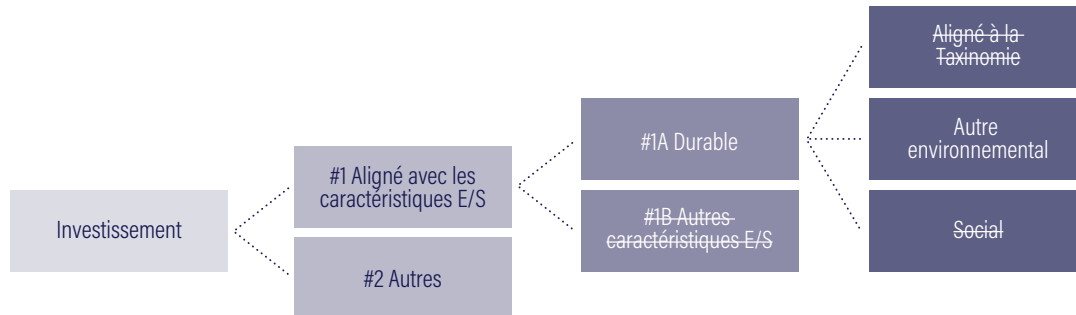 Investissement
#1 Aligné avec les
caractéristiques E/S
#2 Autres
#1A Durable
#1B Autres
caractéristiques E/S
Aligné à la
Taxinomie
Autre
environnemental
Social